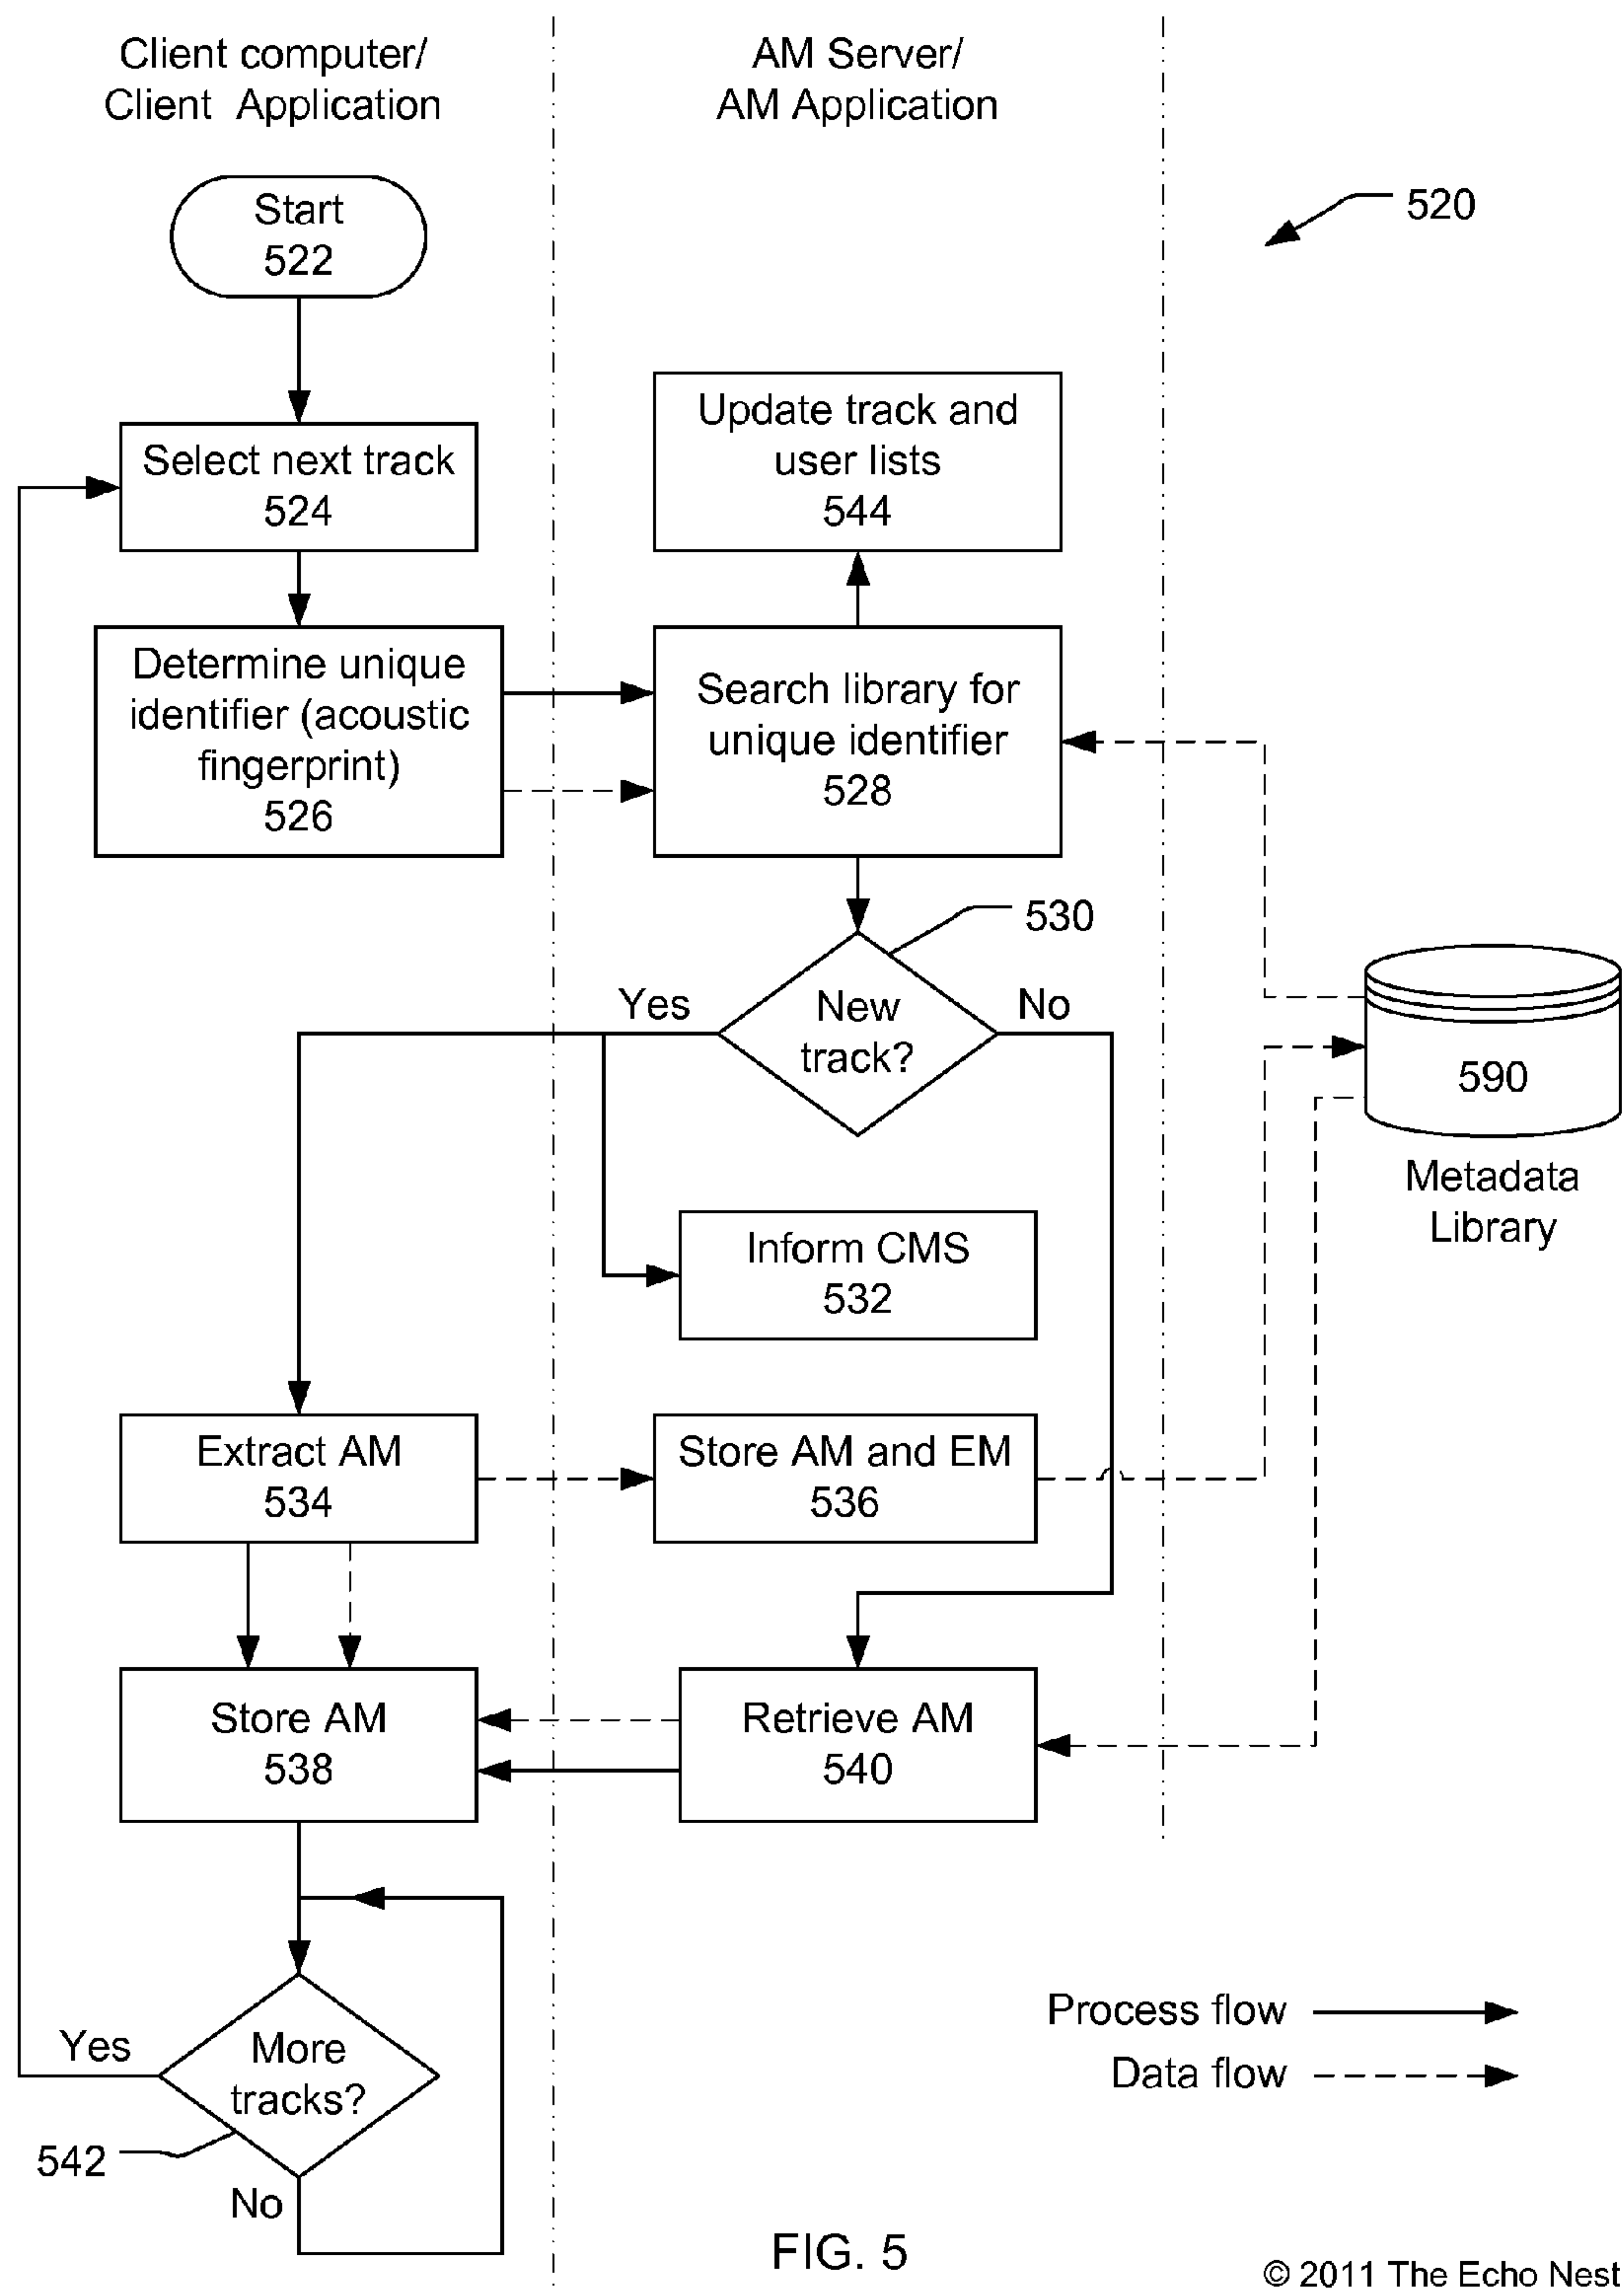 Client computer/
Client Application
AM Server/
AM Application
520
Start
522
Update track and
user lists
544
Select next track
524
Determine unique
identifier (acoustic
fingerprint)
526
Search library for
unique identifier
528
530
Yes
New
track?
No
590
Metadata
Library
Inform CMS
532
Extract AM
534
Store AM and EM
536
Store AM
538
Retrieve AM
540
Process flow
Data flow
Yes
More
tracks?
542
No
FIG. 5
© 2011 The Echo Nest